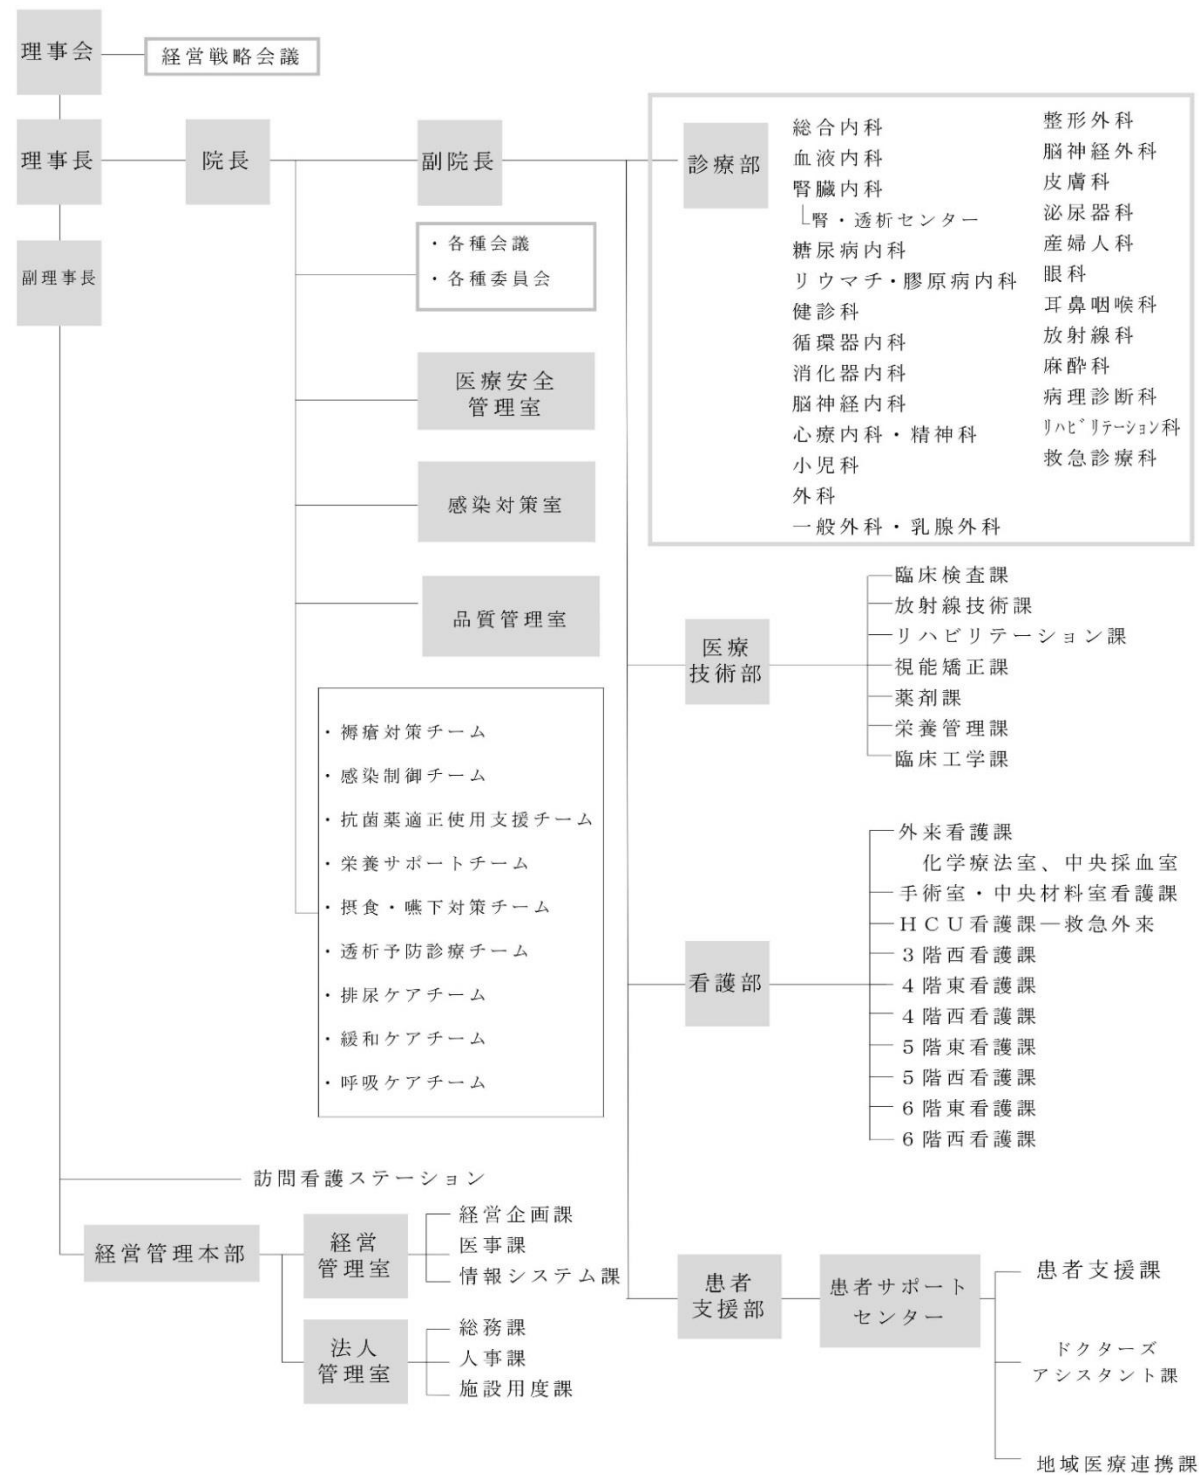 理事会
経営戦略会議
理事長
院長
副院長
副理事長
・各種会議
・各種委員会
医療安全
管理室
感染対策室
品質管理室
・褥瘡対策チーム
・感染制御チーム
・抗菌薬適正使用支援チーム
・栄養サポートチーム
・摂食・嚥下対策チーム
・透析予防診療チーム
・排尿ケアチーム
・緩和ケアチーム
・呼吸ケアチーム
診療部
総合内科
血液内科
腎臓内科
└腎・透析センター
糖尿病内科
リウマチ・膠原病内科
健診科
循環器内科
消化器内科
脳神経内科
心療内科・精神科
小児科
外科
一般外科・乳腺外科
整形外科
脳神経外科
皮膚科
泌尿器科
産婦人科
眼科
耳鼻咽喉科
放射線科
麻酔科
病理診断科
ﾘﾊﾋﾞﾘﾃｰｼｮﾝ科
救急診療科
医療
技術部
臨床検査課
放射線技術課
リハビリテーション課
視能矯正課
薬剤課
栄養管理課
臨床工学課
看護部
外来看護課
化学療法室、中央採血室
手術室・中央材料室看護課
ＨＣＵ看護課―救急外来
３階西看護課
４階東看護課
４階西看護課
５階東看護課
５階西看護課
６階東看護課
６階西看護課
訪問看護ステーション
経営管理本部
経営
管理室
経営企画課
医事課
情報システム課
法人
管理室
総務課
人事課
施設用度課
患者
支援部
患者サポート
センター
患者支援課
ドクターズ
アシスタント課
地域医療連携課